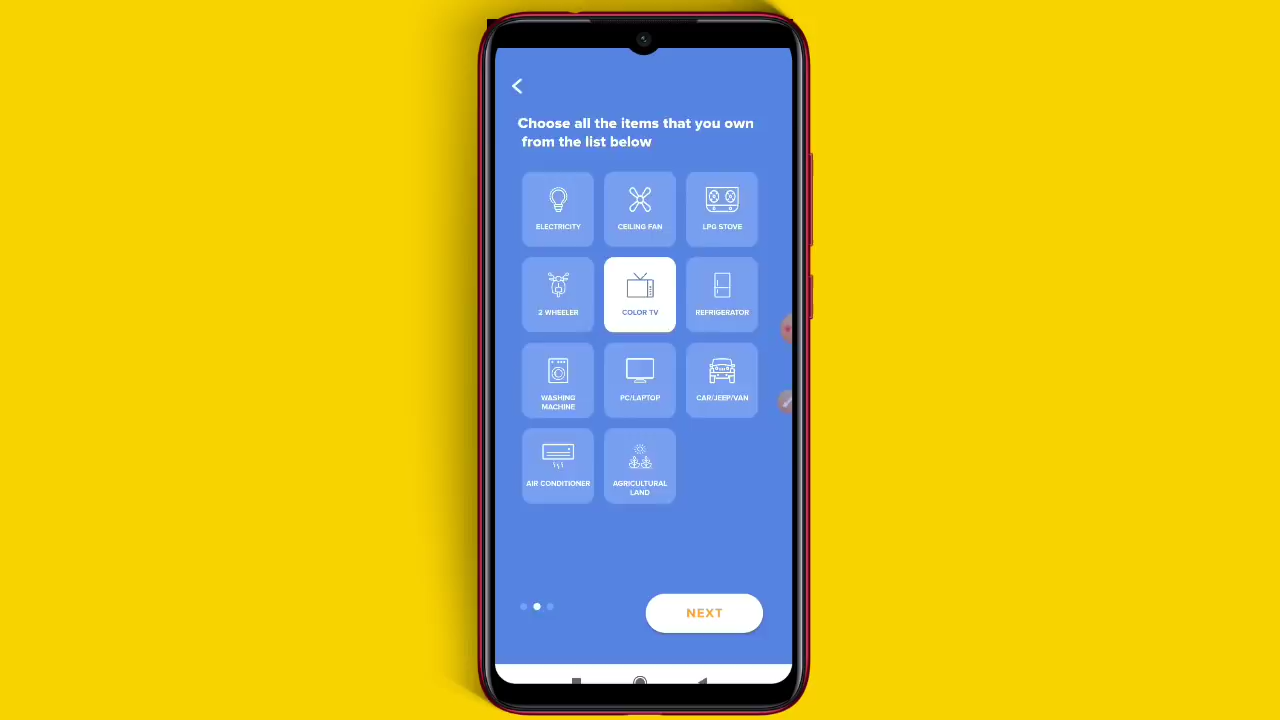 Choose all the items that you own
from the list below
ELECTRICITY
CEILING FAN
LPG STOVE
2 WHEELER
COLOR TV
REFRIGERATOR
WASHING
MACHINE
PC/LAPTOP
CAR/JEEP/VAN
AIR CONDITIONER
AGRICULTURAL
LAND
NEXT